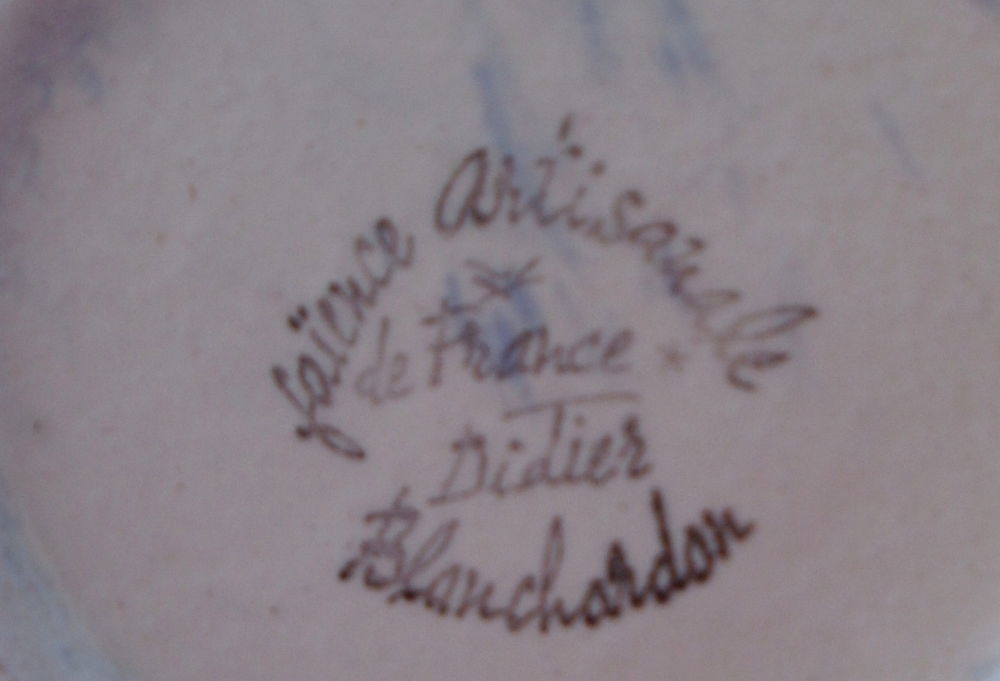 faïence Artisanale
de France
Didier
Blanchardon